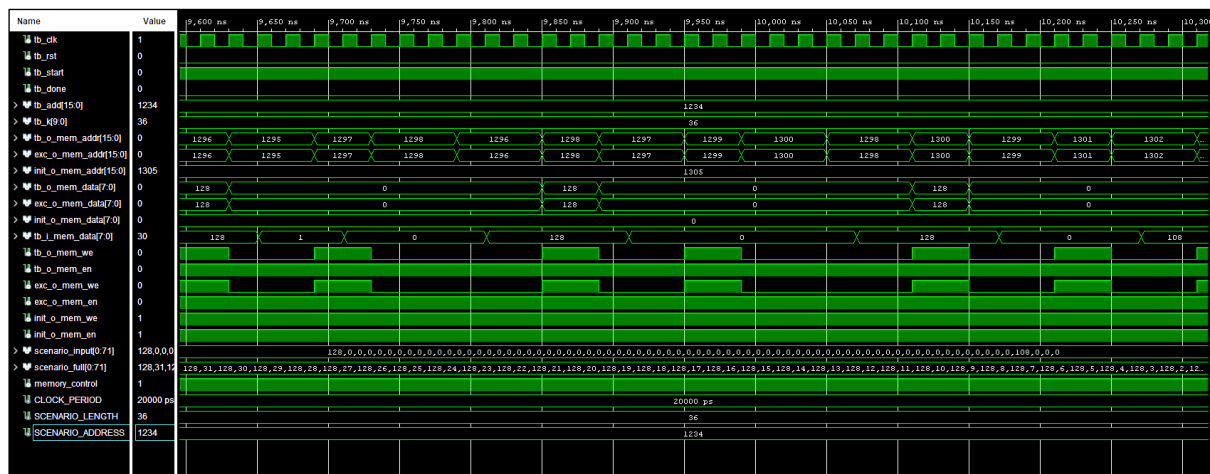 Name Value 9,600 ns 9,650 ns 9,700 ns 9,750 ns 9,800 ns 9,850 ns 9,900 ns 9,950 ns 10,000 ns 10,050 ns 10,100 ns 10,150 ns 10,200 ns 10,250 ns 10,300
tb_clk 1
tb_rst 0
tb_start 0
tb_done 0
tb_add[15:0] 1234 1234
tb_k[9:0] 36 36
tb_o_mem_addr[15:0] 0 1296 1295 1297 1298 1296 1298 1297 1299 1300 1298 1300 1299 1301 1302
exc_o_mem_addr[15:0] 0 1296 1295 1297 1298 1296 1298 1297 1299 1300 1298 1300 1299 1301 1302
init_o_mem_addr[15:0] 1305 1305
tb_o_mem_data[7:0] 0 128 0 128 0 128 0
exc_o_mem_data[7:0] 0 128 0 128 0 128 0
init_o_mem_data[7:0] 0 0
tb_i_mem_data[7:0] 30 128 1 0 128 0 128 0 108
tb_o_mem_we 0
tb_o_mem_en 0
exc_o_mem_we 0
exc_o_mem_en 0
init_o_mem_we 1
init_o_mem_en 1
scenario_input[0:71] 128,0,0,0 128,0,0,0,0,0,0,0,0,0,0,0,0,0,0,0,0,0,0,0,0,0,0,0,0,0,0,0,0,0,0,0,0,0,0,0,0,0,0,0,0,0,0,0,0,0,0,0,0,0,0,0,0,0,0,0,0,0,0,0,0,0,0,0,108,0,0,0
scenario_full[0:71] 128,31,12 128,31,128,30,128,29,128,28,128,27,128,26,128,25,128,24,128,23,128,22,128,21,128,20,128,19,128,18,128,17,128,16,128,15,128,14,128,13,128,12,128,11,128,10,128,9,128,8,128,7,128,6,128,5,128,4,128,3,128,2,12...
memory_control 1
CLOCK_PERIOD 20000 ps 20000 ps
SCENARIO_LENGTH 36 36
SCENARIO_ADDRESS 1234 1234